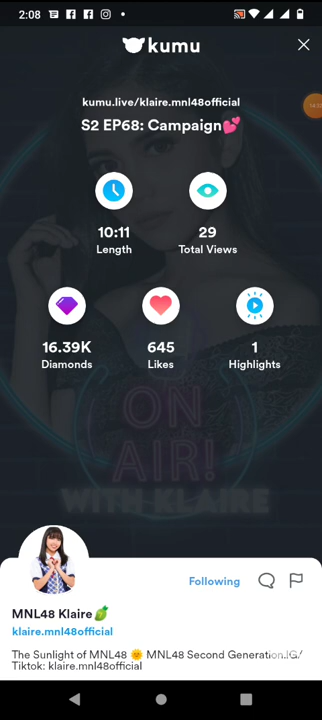 2:08
kumu
14:55
kumu.live/klaire.mnl48official
S2 EP68: Campaign💕
10:11
Length
29
Total Views
16.39K
Diamonds
645
Likes
1
Highlights
ON
AIR!
WITH KLAIRE
Following
MNL48 Klaire
klaire.mnl48official
The Sunlight of MNL48 🌞 MNL48 Second Generation.IG/
Tiktok: klaire.mnl48official